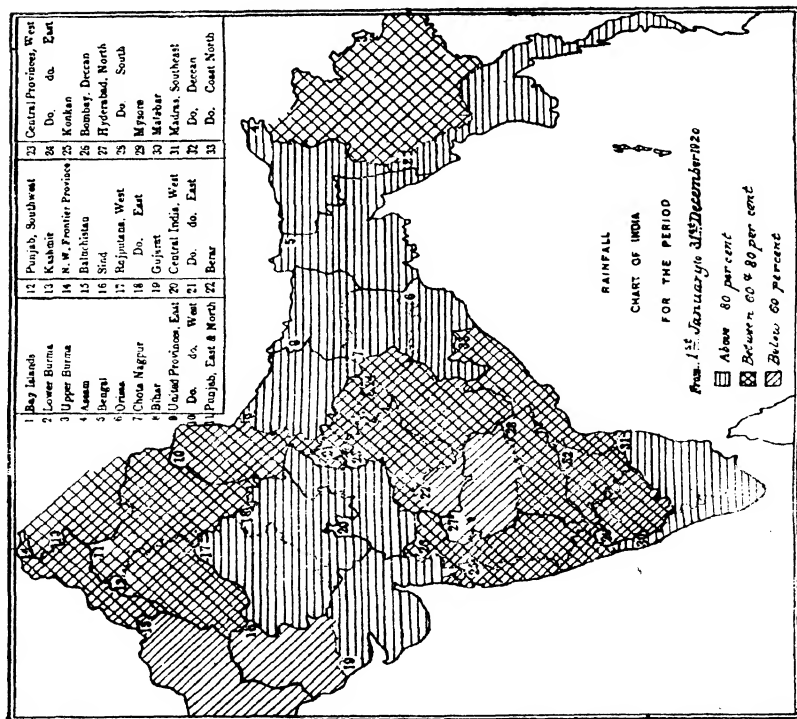 1 Bay Islands
2 Lower Burma
3 Upper Burma
4 Assam
5 Bengal
6 Orissa
7 Chota Nagpur
8 Bihar
9 United Provinces, East
10 Do. do. West
11 Punjab, East & North
12 Punjab, Southwest
13 Kashmir
14 N. W. Frontier Province
15 Baluchistan
16 Sind
17 Rajputana, West
18 Do. East
19 Gujarat
20 Central India, West
21 Do. do. East
22 Berar
23 Central Provinces, West
24 Do. do. East
25 Konkan
26 Bombay, Deccan
27 Hyderabad, North
28 Do. South
29 Mysore
30 Malabar
31 Madras, Southeast
32 Do. Deccan
33 Do. Coast North
RAINFALL
CHART OF INDIA
FOR THE PERIOD
From 1st January to 31st December 1920
Above 80 percent
Between 60 & 80 per cent
Below 60 percent